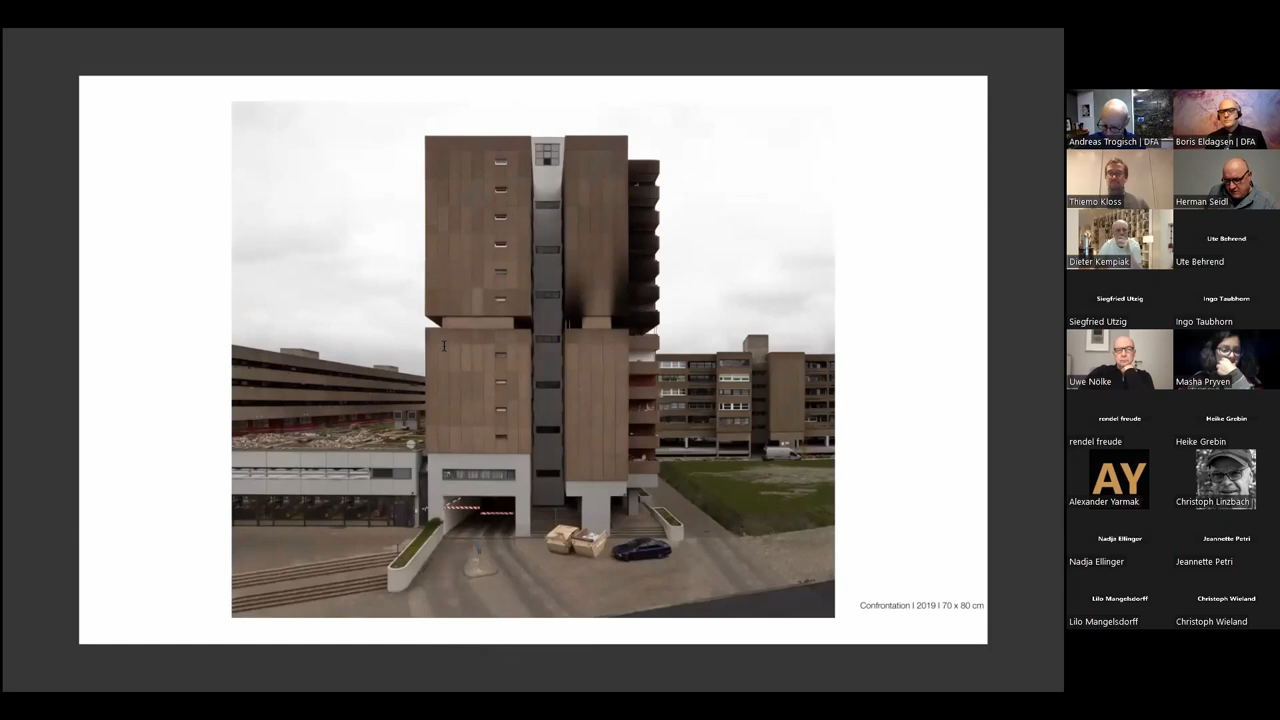 Confrontation I 2019 I 70 x 80 cm
Andreas Trogisch | DFA
Boris Eldagsen | DFA
Thiemo Kloss
Herman Seidl
Dieter Kempiak
Ute Behrend
Ute Behrend
Siegfried Utzig
Ingo Taubhorn
Siegfried Utzig
Ingo Taubhorn
Uwe Nölke
Masha Pryven
rendel freude
Heike Grebin
rendel freude
Heike Grebin
AY
Alexander Yarmak
Christoph Linzbach |
Nadja Ellinger
Jeannette Petri
Nadja Ellinger
Jeannette Petri
Lilo Mangelsdorff
Christoph Wieland
Lilo Mangelsdorff
Christoph Wieland